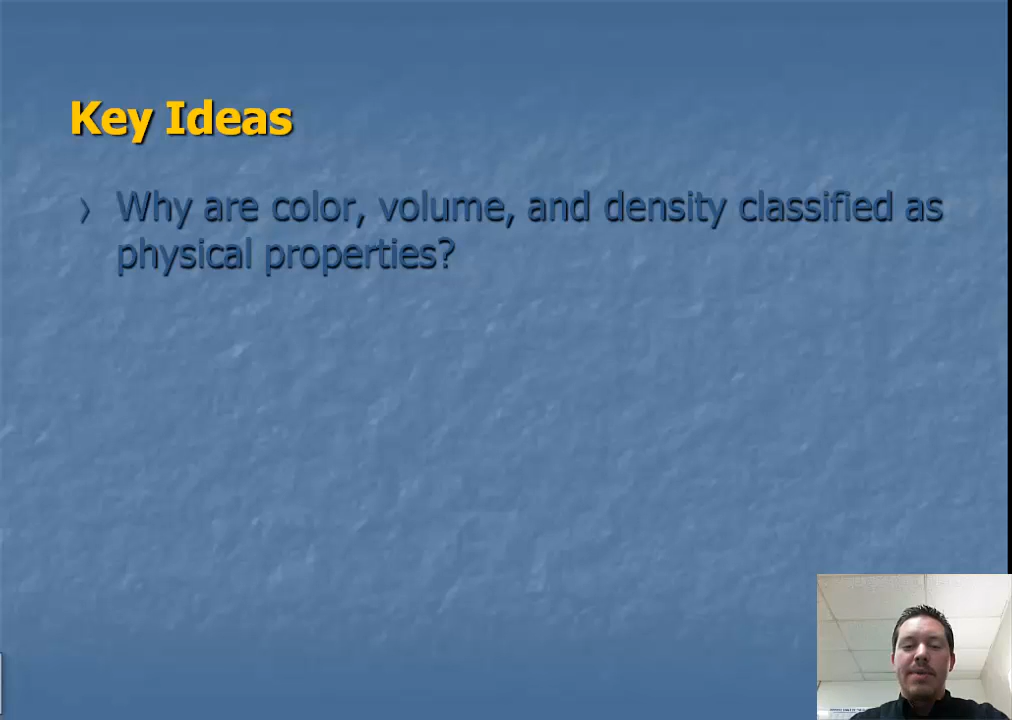 Key Ideas
〉 Why are color, volume, and density classified as
physical properties?